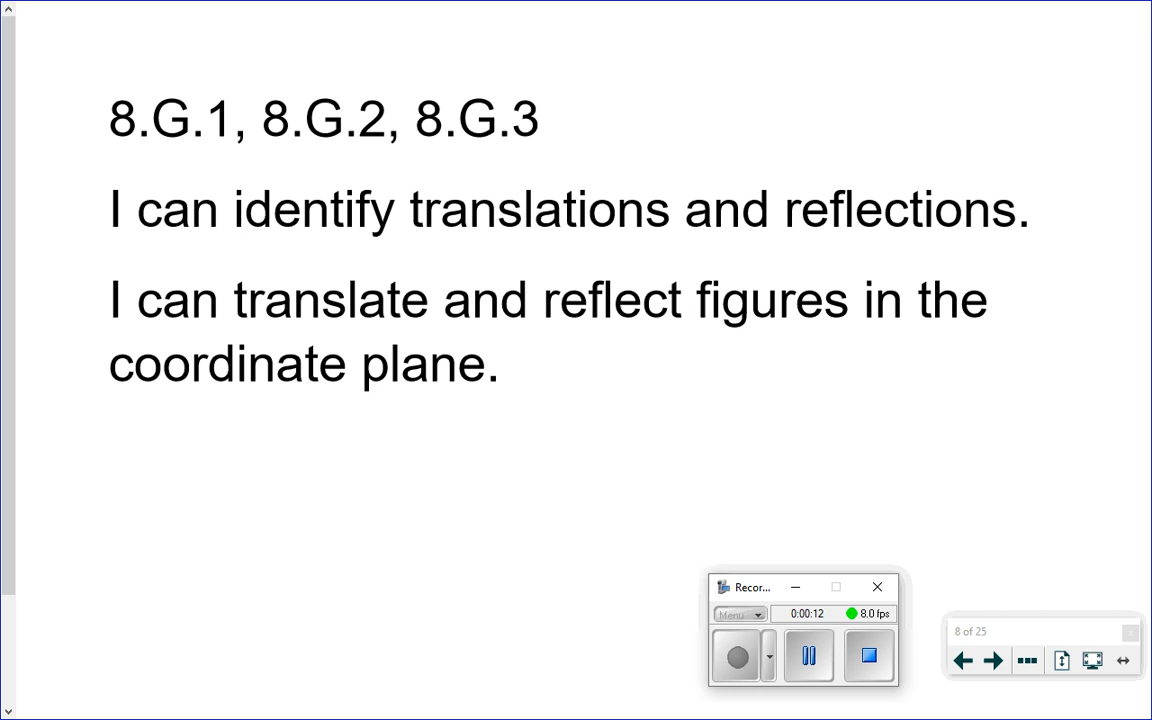 8.G.1, 8.G.2, 8.G.3
I can identify translations and reflections.
I can translate and reflect figures in the
coordinate plane.
Recor...
Menu
0:00:12
8.0 fps
8 of 25